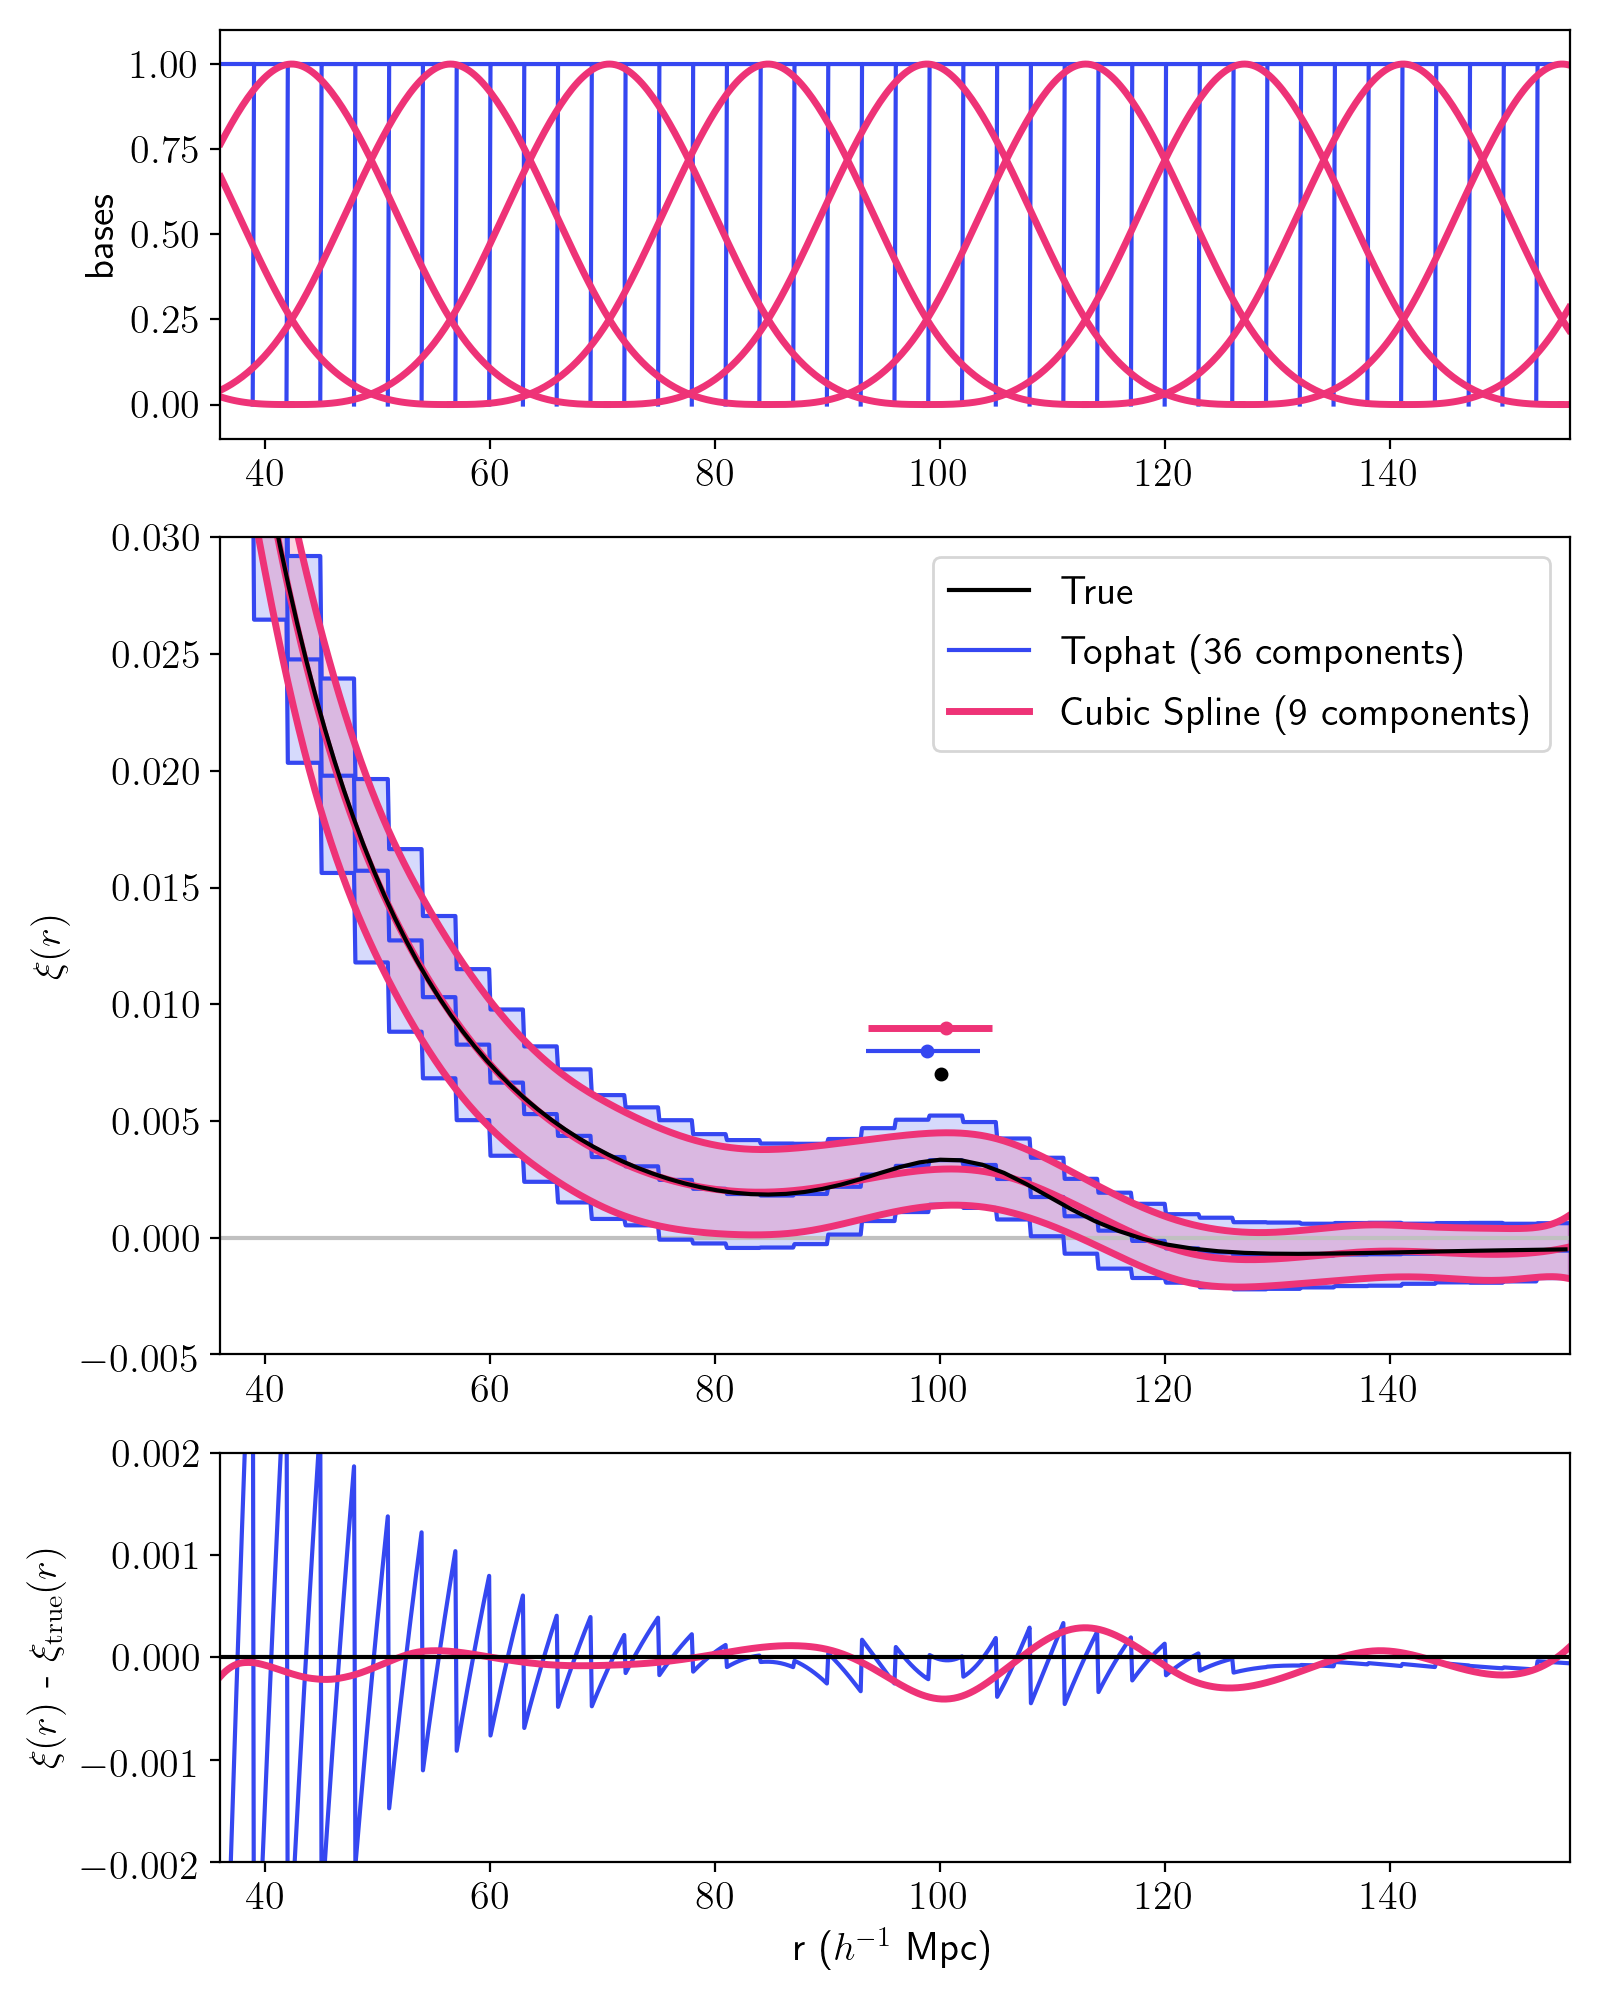 1.00
0.75
0.50
0.25
0.00
bases
40 60 80 100 120 140
0.030
0.025
0.020
0.015
0.010
0.005
0.000
−0.005
ξ(r)
True
Tophat (36 components)
Cubic Spline (9 components)
40 60 80 100 120 140
0.002
0.001
0.000
−0.001
−0.002
ξ(r) - ξtrue(r)
40 60 80 100 120 140
r (h⁻¹ Mpc)